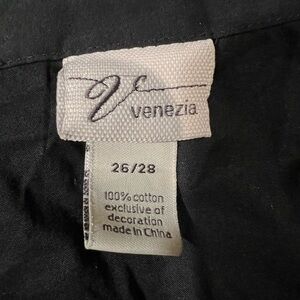 V
venezia
26/28
100% cotton
exclusive of
decoration
made in China